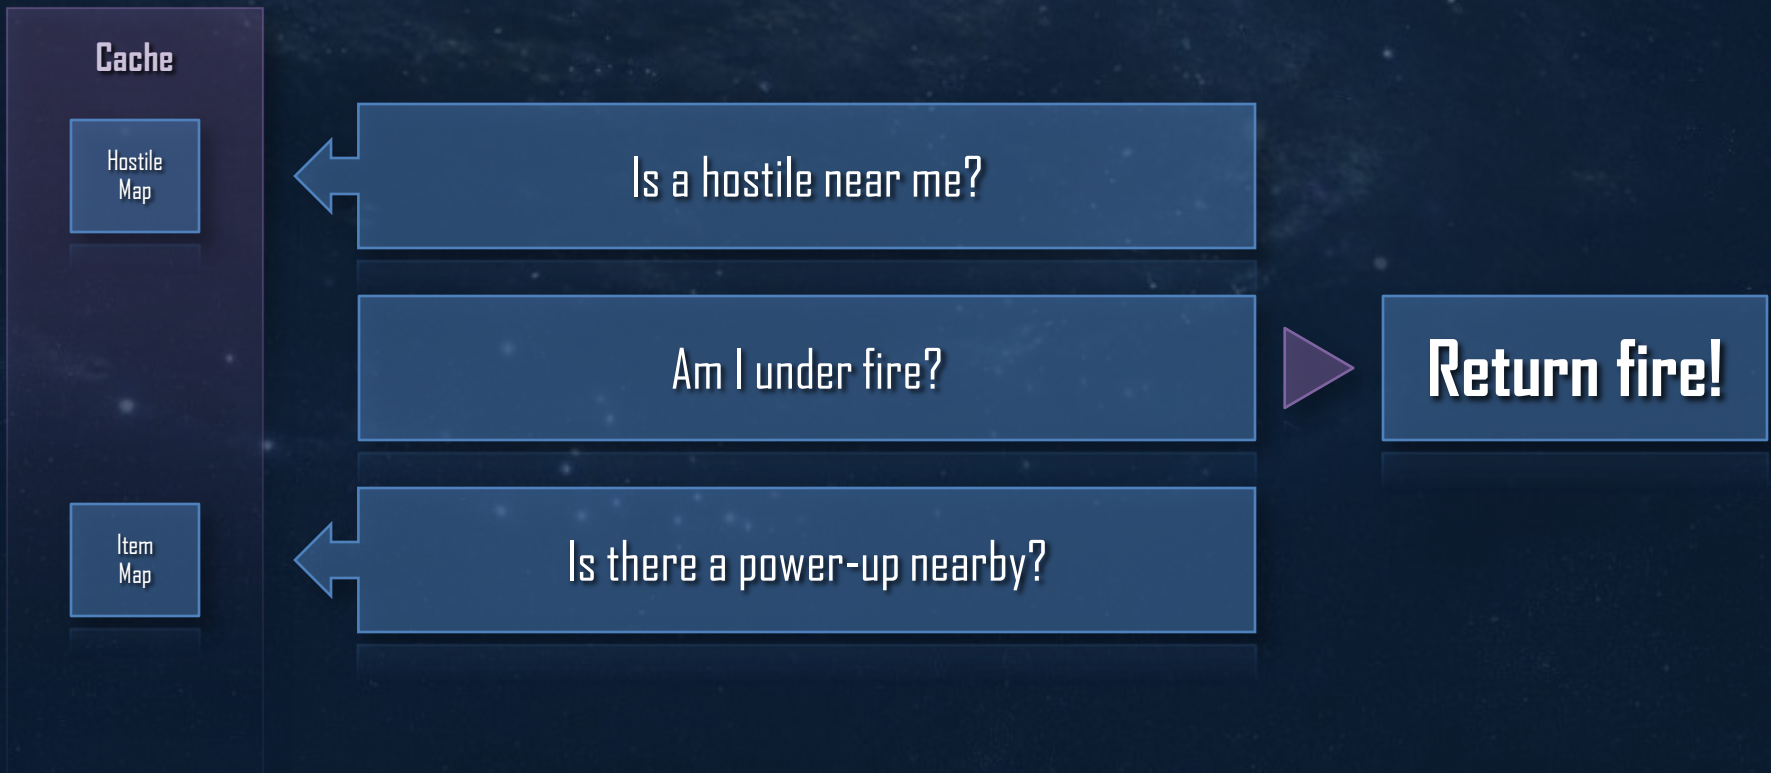 Cache
Hostile
Map
Is a hostile near me?
Am I under fire?
Return fire!
Item
Map
Is there a power-up nearby?